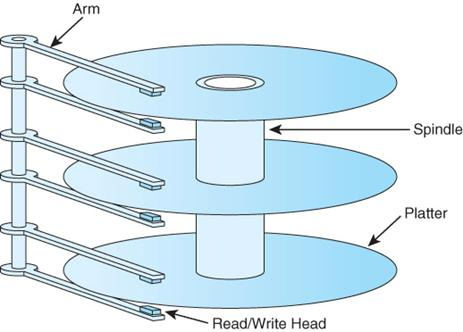 Arm
Spindle
Platter
Read/Write Head